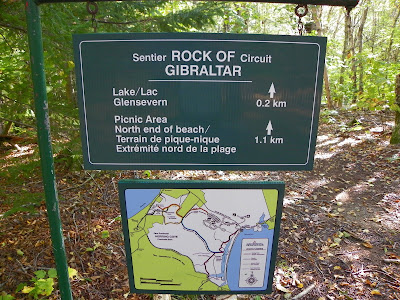 Sentier ROCK OF Circuit
GIBRALTAR
Lake/Lac
Glensevern 0.2 km
Picnic Area
North end of beach/ 1.1 km
Terrain de pique-nique
Extrémité nord de la plage